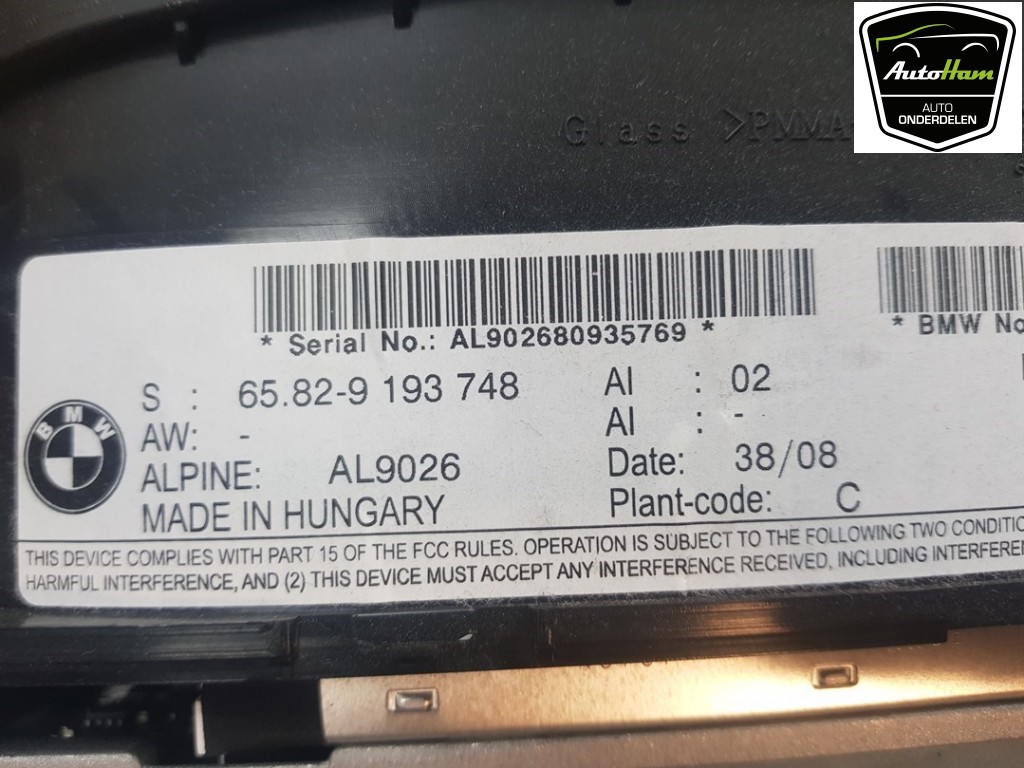 AutoHam
AUTO
ONDERDELEN
Glass >PMMA
* Serial No.: AL902680935769 *
* BMW No
S : 65.82-9 193 748
AI : 02
AW: -
AI : -
ALPINE: AL9026
Date: 38/08
MADE IN HUNGARY
Plant-code: C
BMW
THIS DEVICE COMPLIES WITH PART 15 OF THE FCC RULES. OPERATION IS SUBJECT TO THE FOLLOWING TWO CONDITIO
HARMFUL INTERFERENCE, AND (2) THIS DEVICE MUST ACCEPT ANY INTERFERENCE RECEIVED, INCLUDING INTERFERE